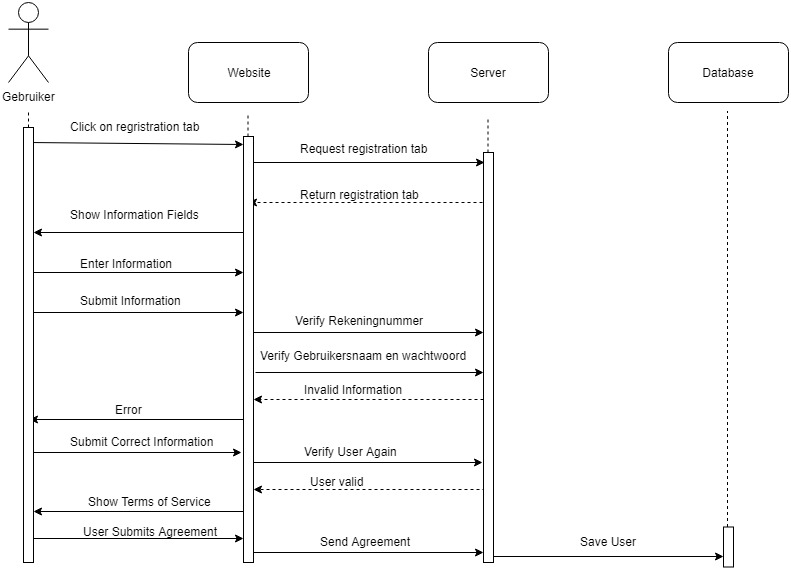 Gebruiker
Website
Server
Database
Click on regristration tab
Request registration tab
Return registration tab
Show Information Fields
Enter Information
Submit Information
Verify Rekeningnummer
Verify Gebruikersnaam en wachtwoord
Invalid Information
Error
Submit Correct Information
Verify User Again
User valid
Show Terms of Service
User Submits Agreement
Send Agreement
Save User